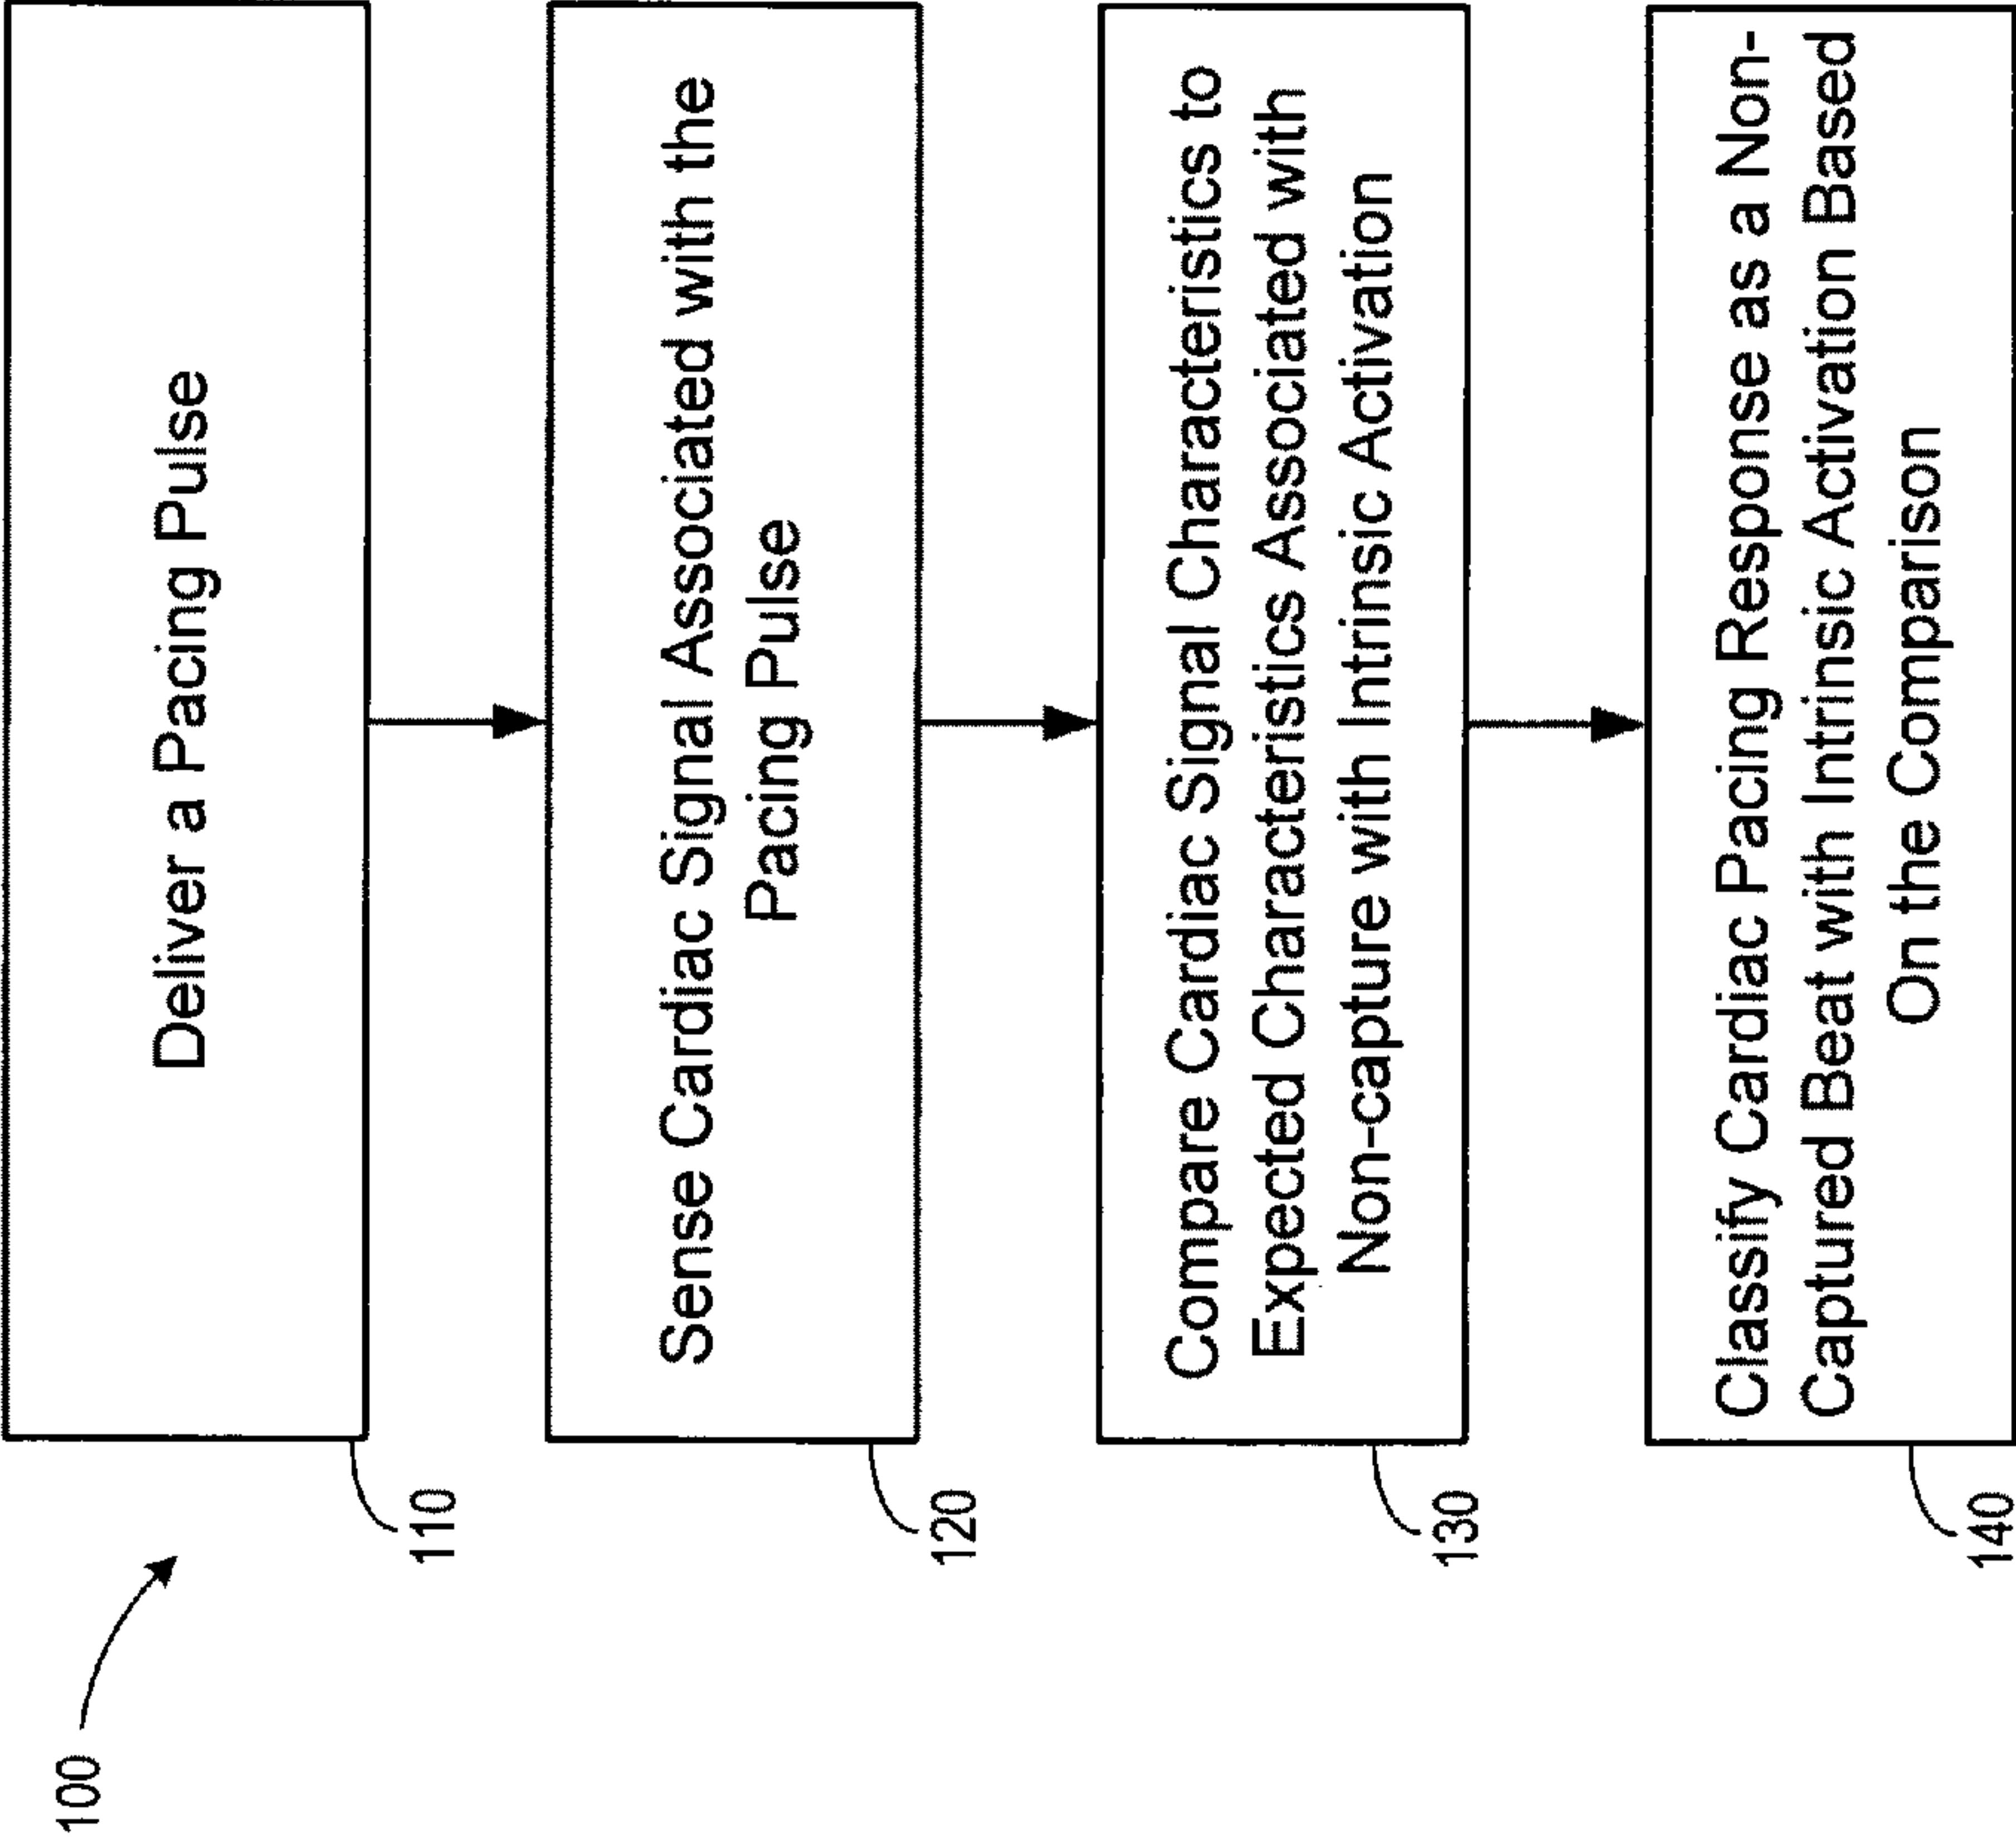 100
110
Deliver a Pacing Pulse
120
Sense Cardiac Signal Associated with the
Pacing Pulse
130
Compare Cardiac Signal Characteristics to
Expected Characteristics Associated with
Non-capture with Intrinsic Activation
140
Classify Cardiac Pacing Response as a Non-
Captured Beat with Intrinsic Activation Based
On the Comparison